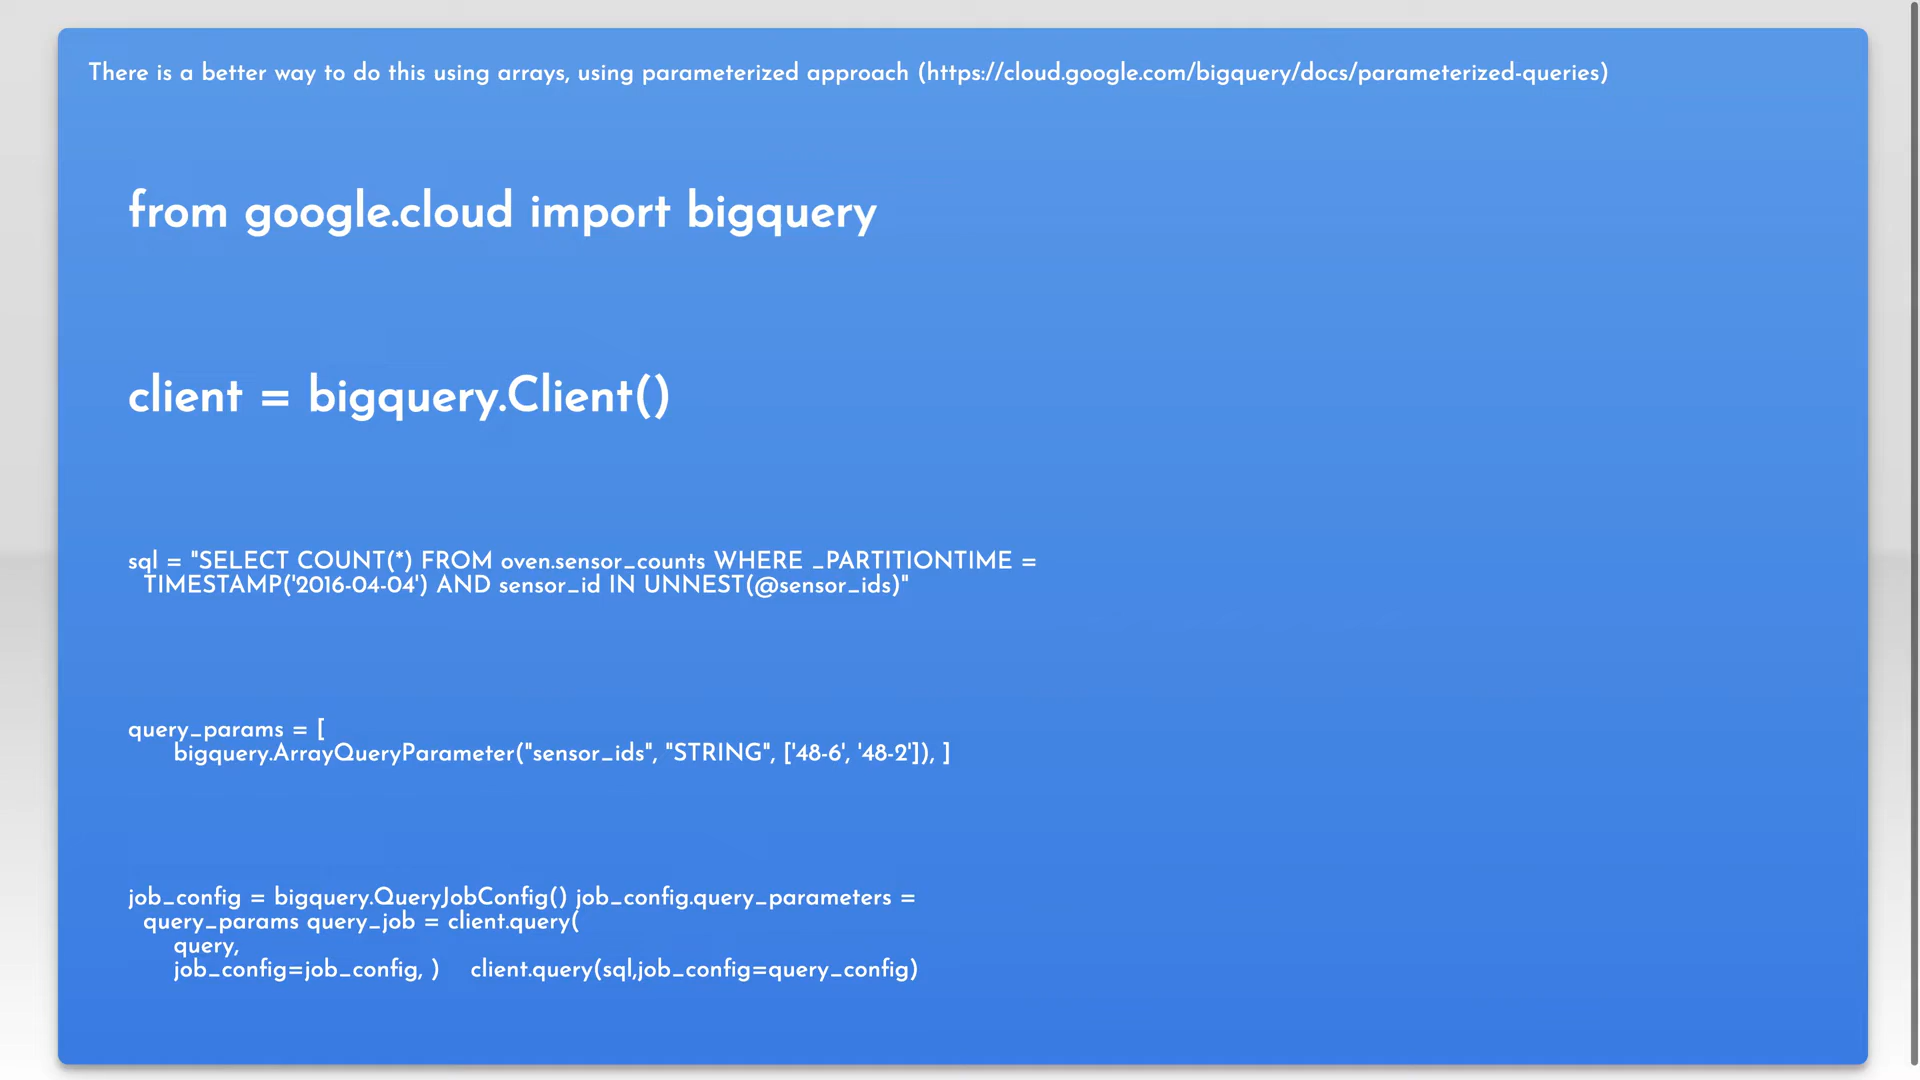 There is a better way to do this using arrays, using parameterized approach (https://cloud.google.com/bigquery/docs/parameterized-queries)
from google.cloud import bigquery
client = bigquery.Client()
sql = "SELECT COUNT(*) FROM oven.sensor_counts WHERE _PARTITIONTIME =
TIMESTAMP('2016-04-04') AND sensor_id IN UNNEST(@sensor_ids)"
query_params = [
bigquery.ArrayQueryParameter("sensor_ids", "STRING", ['48-6', '48-2']), ]
job_config = bigquery.QueryJobConfig() job_config.query_parameters =
query_params query_job = client.query(
query,
job_config=job_config, ) client.query(sql,job_config=query_config)